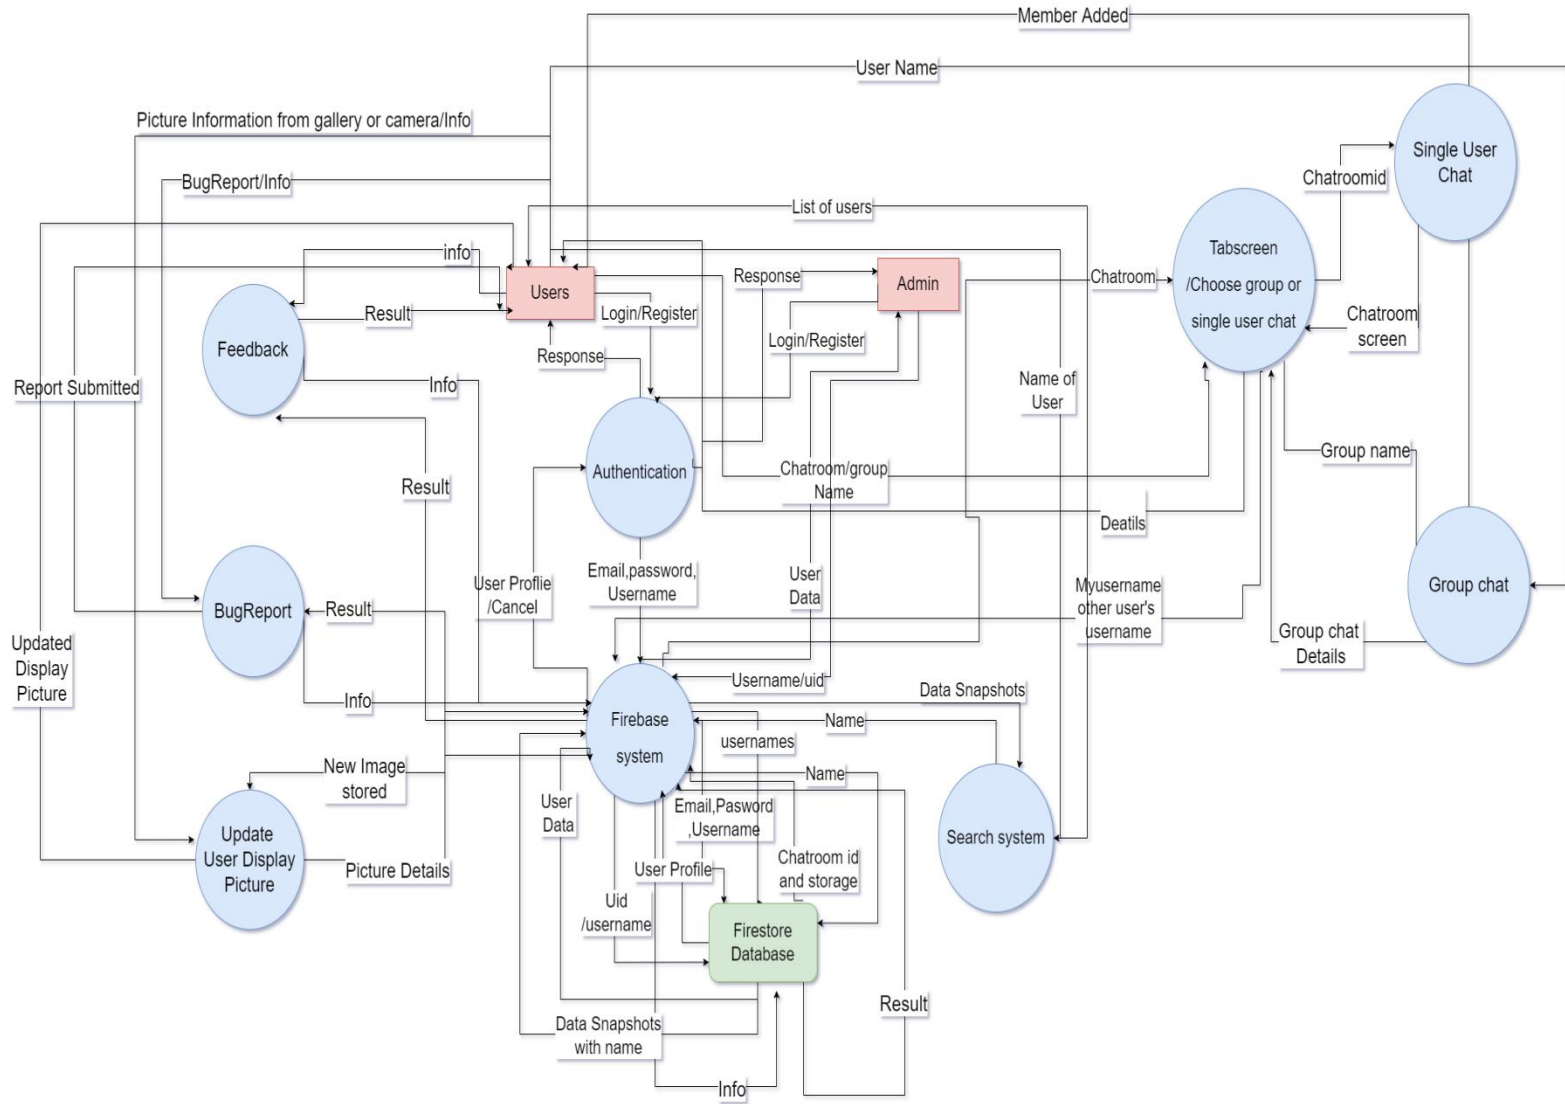 Member Added
User Name
Picture Information from gallery or camera/Info
BugReport/Info
Single User
Chat
Chatroomid
List of users
info
Users
Response
Admin
Chatroom
Tabscreen
/Choose group or
single user chat
Result
Login/Register
Login/Register
Chatroom
screen
Feedback
Response
Report Submitted
Info
Name of
User
Group name
Result
Authentication
Chatroom/group
Name
Deatils
User Proflie
/Cancel
Email,password,
Username
User
Data
Myusername
other user's
username
Group chat
BugReport
Result
Group chat
Details
Updated
Display
Picture
Username/uid
Data Snapshots
Info
Firebase
system
usernames
Name
New Image
stored
Name
User
Data
Email,Pasword
,Username
Update
User Display
Picture
Search system
Picture Details
User Profile
Chatroom id
and storage
Uid
/username
Firestore
Database
Result
Data Snapshots
with name
Info